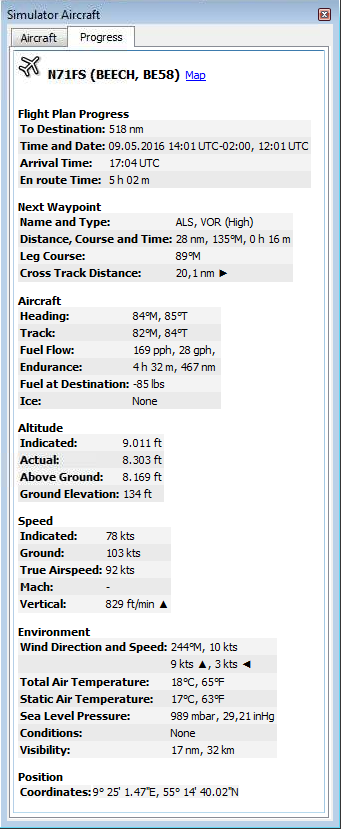 Simulator Aircraft
Aircraft Progress
N71FS (BEECH, BE58) Map
Flight Plan Progress
To Destination: 518 nm
Time and Date: 09.05.2016 14:01 UTC-02:00, 12:01 UTC
Arrival Time: 17:04 UTC
En route Time: 5 h 02 m
Next Waypoint
Name and Type: ALS, VOR (High)
Distance, Course and Time: 28 nm, 135°M, 0 h 16 m
Leg Course: 89°M
Cross Track Distance: 20,1 nm ►
Aircraft
Heading: 84°M, 85°T
Track: 82°M, 84°T
Fuel Flow: 169 pph, 28 gph,
Endurance: 4 h 32 m, 467 nm
Fuel at Destination: -85 lbs
Ice: None
Altitude
Indicated: 9.011 ft
Actual: 8.303 ft
Above Ground: 8.169 ft
Ground Elevation: 134 ft
Speed
Indicated: 78 kts
Ground: 103 kts
True Airspeed: 92 kts
Mach: -
Vertical: 829 ft/min ▲
Environment
Wind Direction and Speed: 244°M, 10 kts
9 kts ▲, 3 kts ◄
Total Air Temperature: 18°C, 65°F
Static Air Temperature: 17°C, 63°F
Sea Level Pressure: 989 mbar, 29,21 inHg
Conditions: None
Visibility: 17 nm, 32 km
Position
Coordinates: 9° 25' 1.47"E, 55° 14' 40.02"N